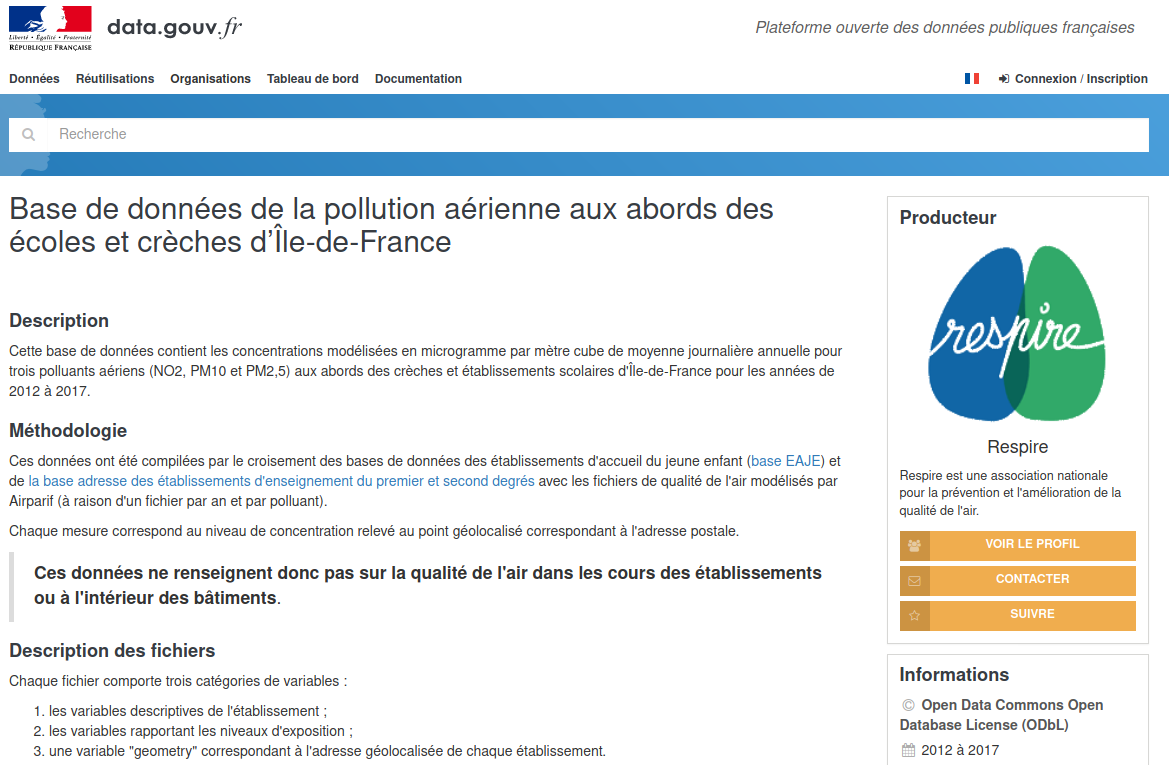 Liberté • Égalité • Fraternité
RÉPUBLIQUE FRANÇAISE
data.gouv.fr
Plateforme ouverte des données publiques françaises
Données Réutilisations Organisations Tableau de bord Documentation
Connexion / Inscription
Recherche
Base de données de la pollution aérienne aux abords des
écoles et crèches d’Île-de-France
Description
Cette base de données contient les concentrations modélisées en microgramme par mètre cube de moyenne journalière annuelle pour
trois polluants aériens (NO2, PM10 et PM2,5) aux abords des crèches et établissements scolaires d'Île-de-France pour les années de
2012 à 2017.
Méthodologie
Ces données ont été compilées par le croisement des bases de données des établissements d'accueil du jeune enfant (base EAJE) et
de la base adresse des établissements d'enseignement du premier et second degrés avec les fichiers de qualité de l'air modélisés par
Airparif (à raison d'un fichier par an et par polluant).
Chaque mesure correspond au niveau de concentration relevé au point géolocalisé correspondant à l'adresse postale.
Ces données ne renseignent donc pas sur la qualité de l'air dans les cours des établissements
ou à l'intérieur des bâtiments.
Description des fichiers
Chaque fichier comporte trois catégories de variables :
1. les variables descriptives de l'établissement ;
2. les variables rapportant les niveaux d'exposition ;
3. une variable "geometry" correspondant à l'adresse géolocalisée de chaque établissement.
Producteur
respire
Respire
Respire est une association nationale
pour la prévention et l'amélioration de la
qualité de l'air.
VOIR LE PROFIL
CONTACTER
SUIVRE
Informations
© Open Data Commons Open
Database License (ODbL)
2012 à 2017